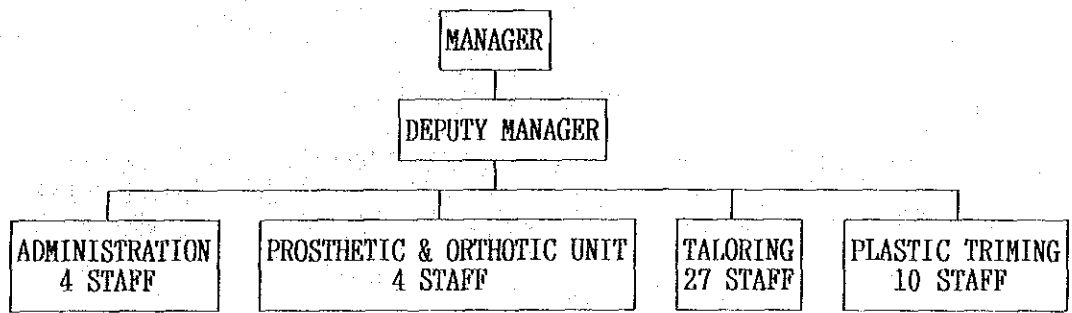 MANAGER
DEPUTY MANAGER
ADMINISTRATION
4 STAFF
PROSTHETIC & ORTHOTIC UNIT
4 STAFF
TALORING
27 STAFF
PLASTIC TRIMING
10 STAFF